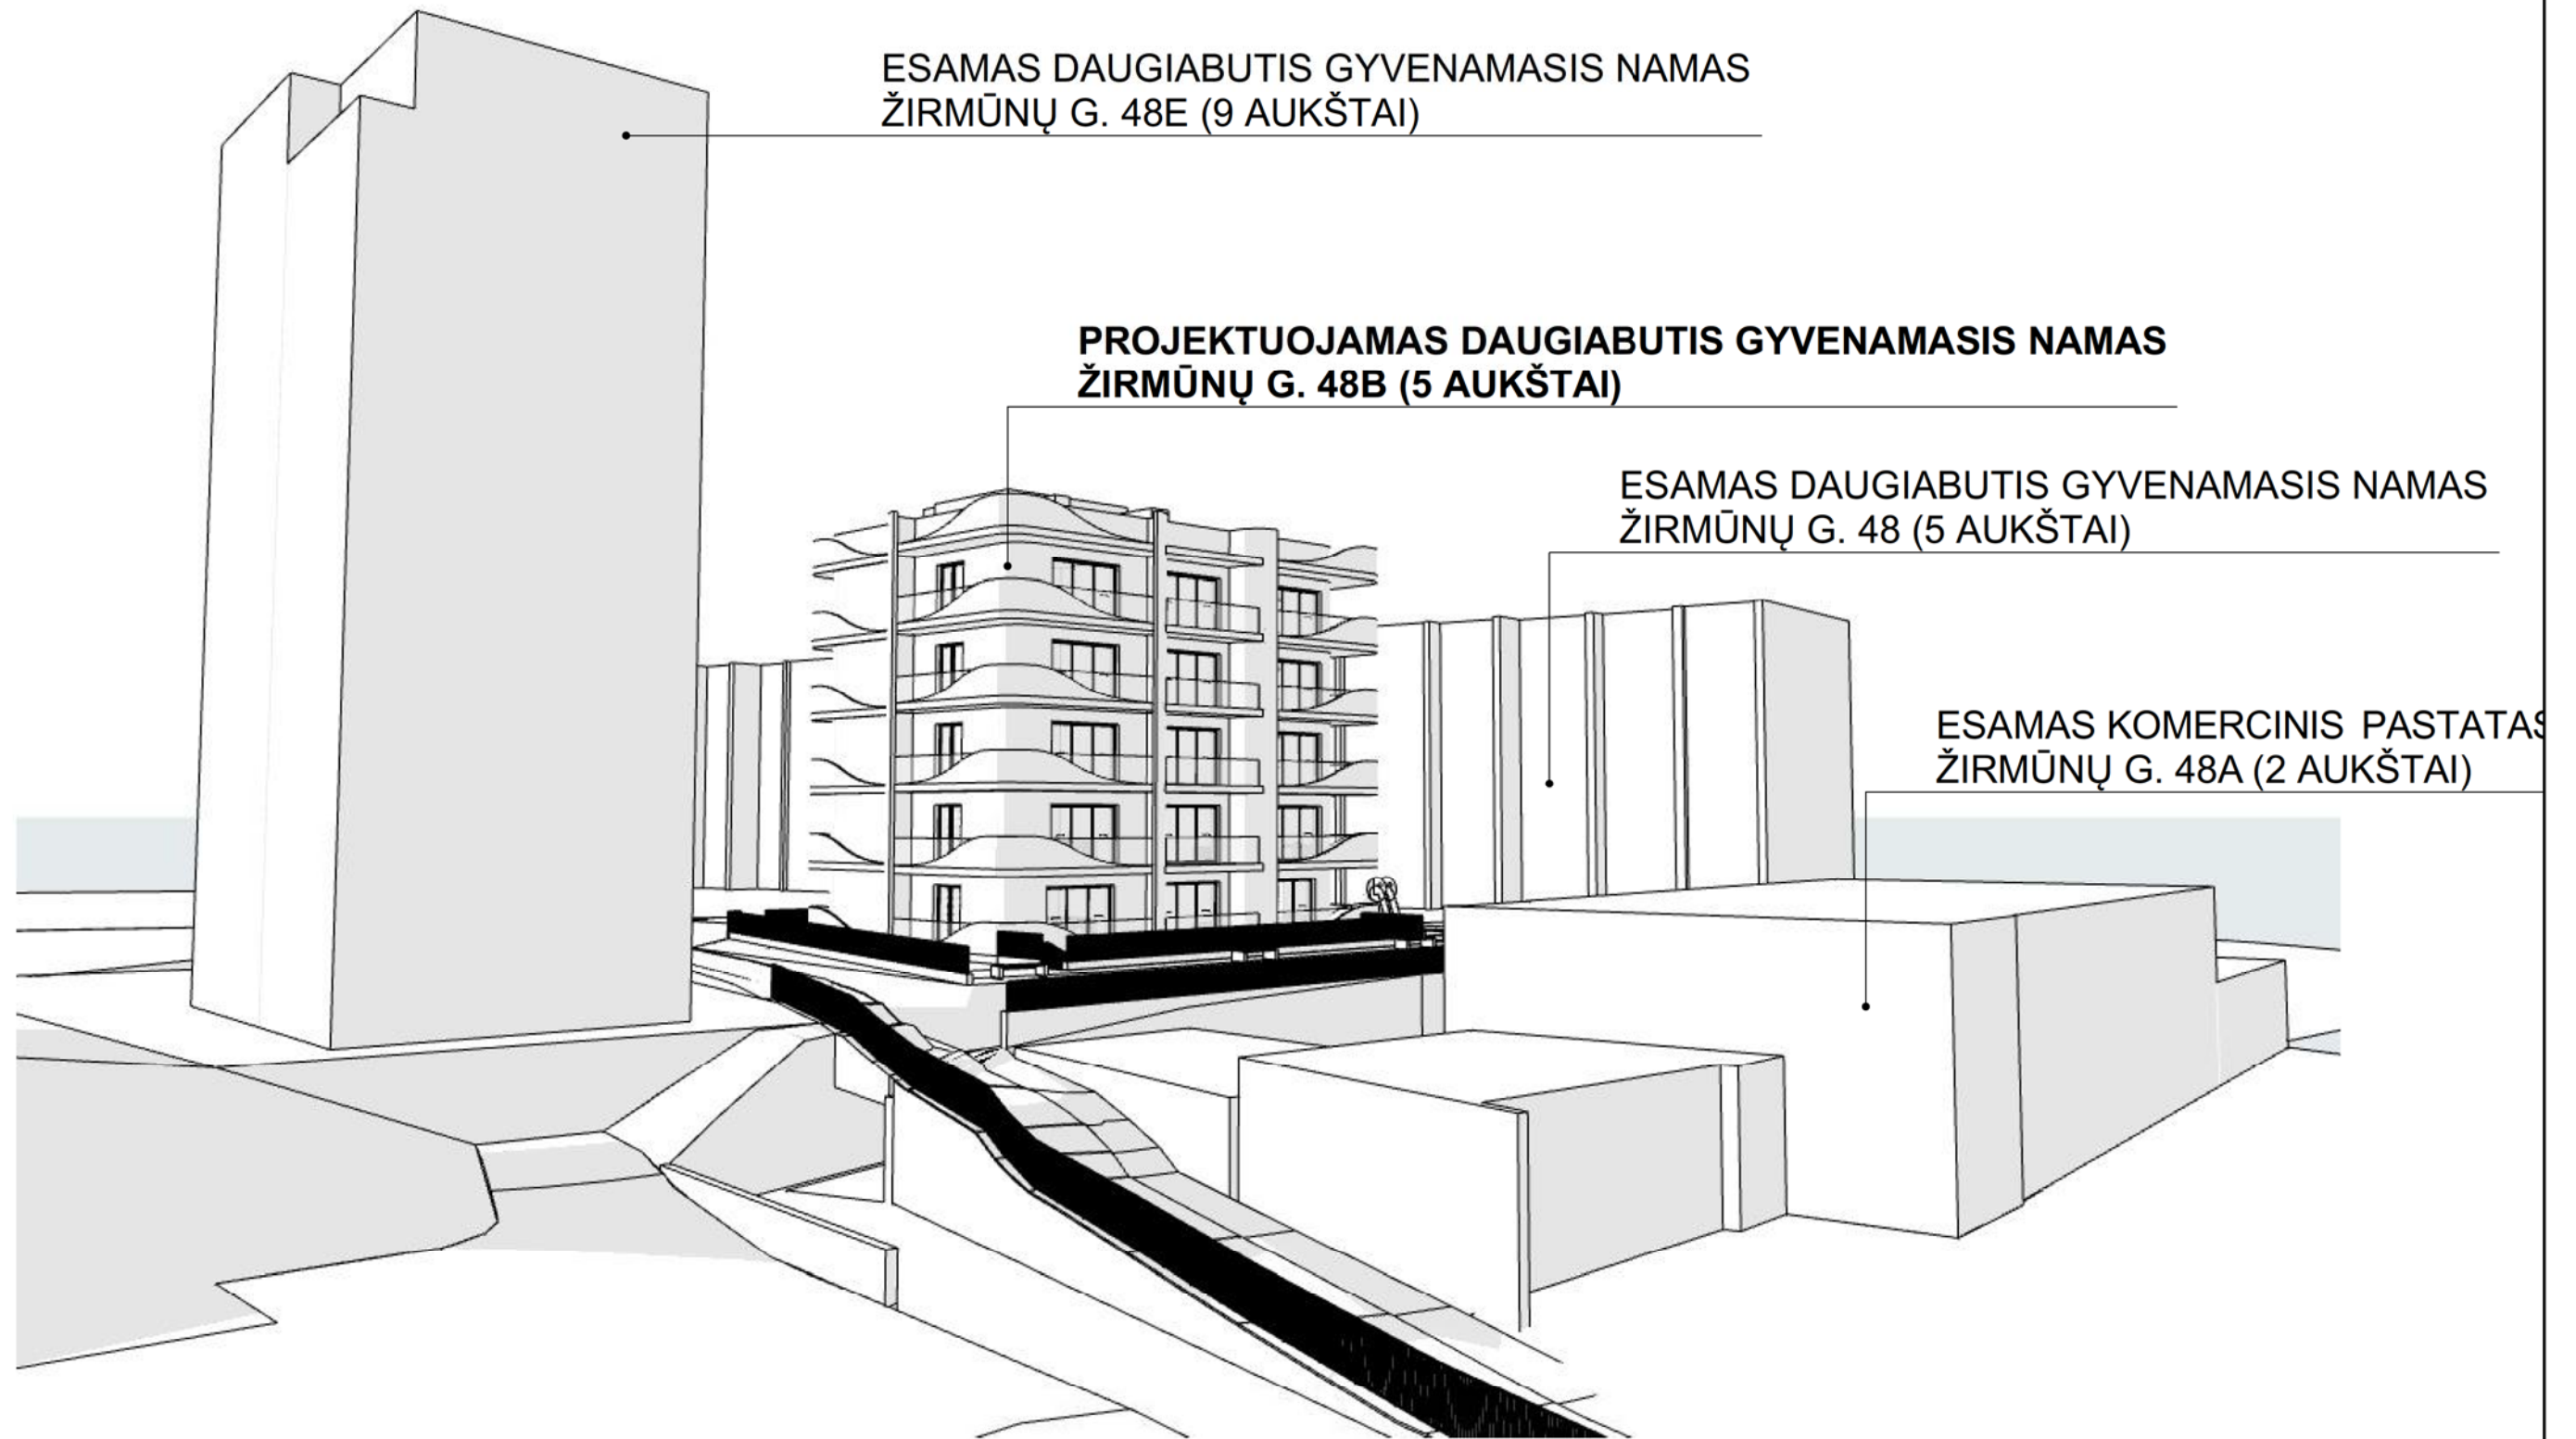 ESAMAS DAUGIABUTIS GYVENAMASIS NAMAS
ŽIRMŪNŲ G. 48E (9 AUKŠTAI)
PROJEKTUOJAMAS DAUGIABUTIS GYVENAMASIS NAMAS
ŽIRMŪNŲ G. 48B (5 AUKŠTAI)
ESAMAS DAUGIABUTIS GYVENAMASIS NAMAS
ŽIRMŪNŲ G. 48 (5 AUKŠTAI)
ESAMAS KOMERCINIS PASTATAS
ŽIRMŪNŲ G. 48A (2 AUKŠTAI)